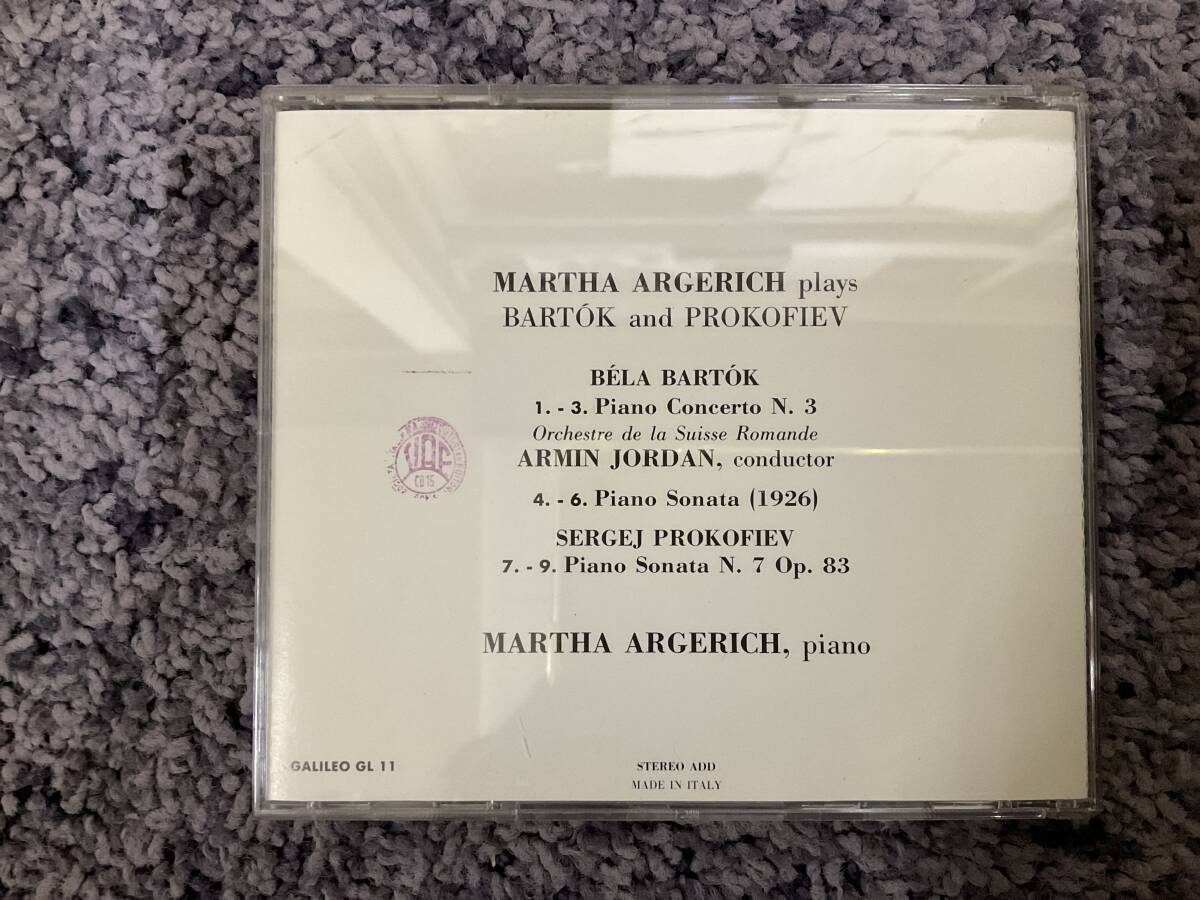 MARTHA ARGERICH plays
BARTÓK and PROKOFIEV
BÉLA BARTÓK
1. - 3. Piano Concerto N. 3
Orchestre de la Suisse Romande
ARMIN JORDAN, conductor
4. - 6. Piano Sonata (1926)
SERGEJ PROKOFIEV
7. - 9. Piano Sonata N. 7 Op. 83
MARTHA ARGERICH, piano
CB 15
GALILEO GL 11
STEREO ADD
MADE IN ITALY